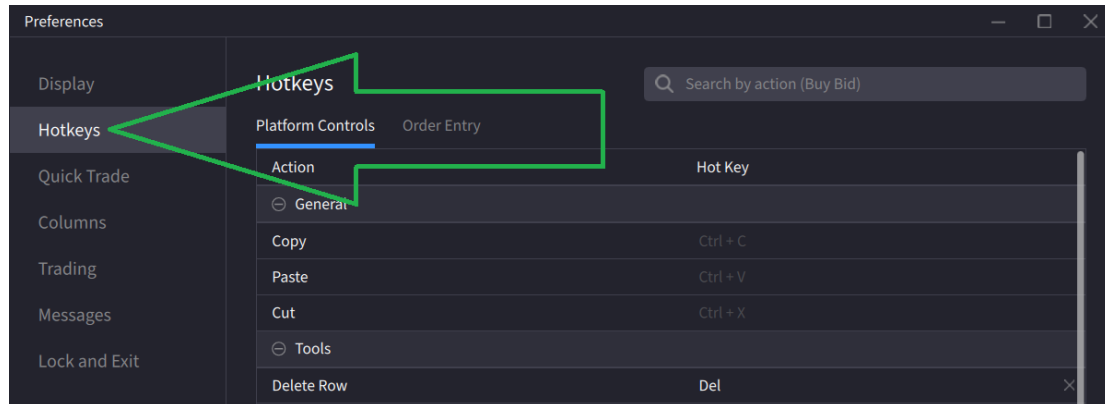 Preferences
Display
Hotkeys
Quick Trade
Columns
Trading
Messages
Lock and Exit
Hotkeys
Search by action (Buy Bid)
Platform Controls Order Entry
Action Hot Key
General
Copy Ctrl + C
Paste Ctrl + V
Cut Ctrl + X
Tools
Delete Row Del